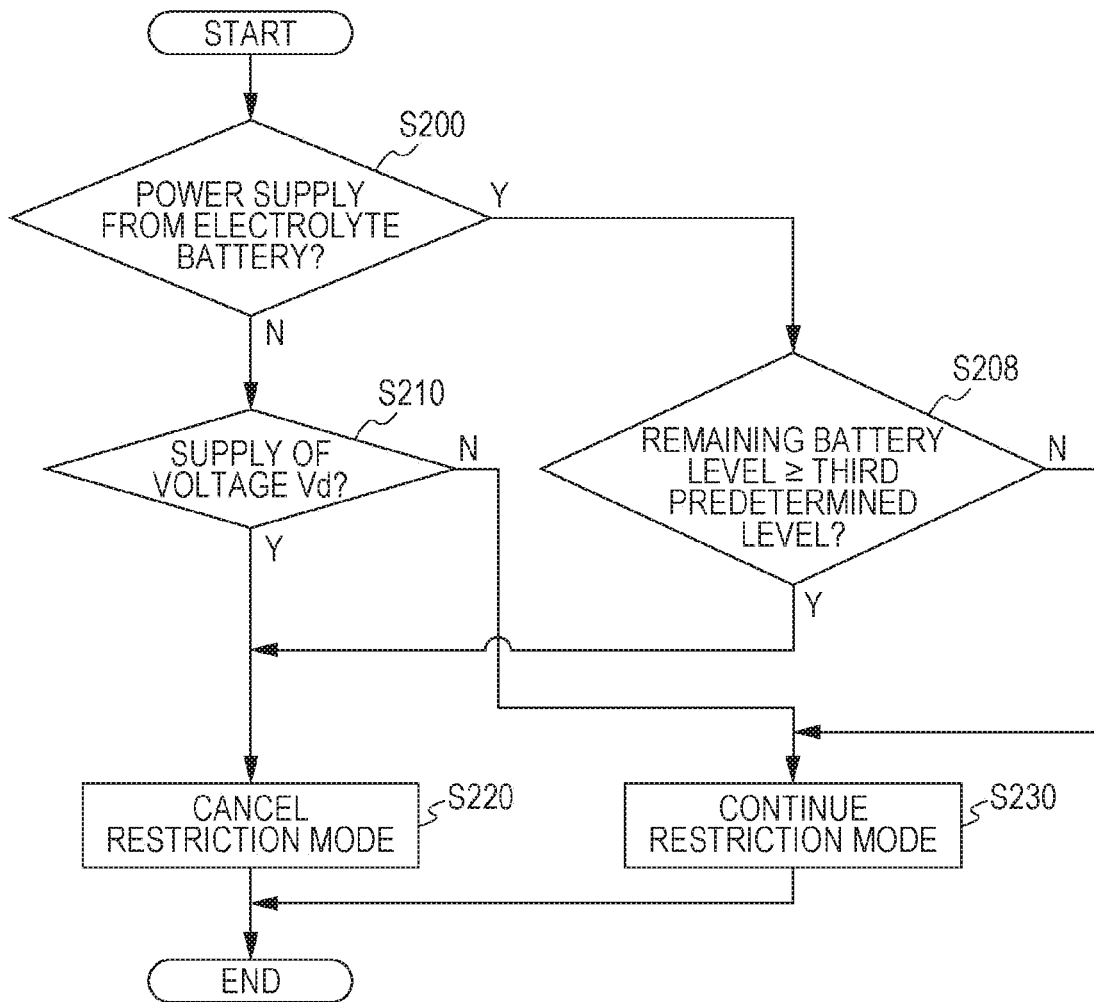 START
S200
POWER SUPPLY
FROM ELECTROLYTE
BATTERY?
Y
N
S210
SUPPLY OF
VOLTAGE Vd?
N
Y
S208
REMAINING BATTERY
LEVEL ≥ THIRD
PREDETERMINED
LEVEL?
N
Y
CANCEL
RESTRICTION MODE
S220
CONTINUE
RESTRICTION MODE
S230
END